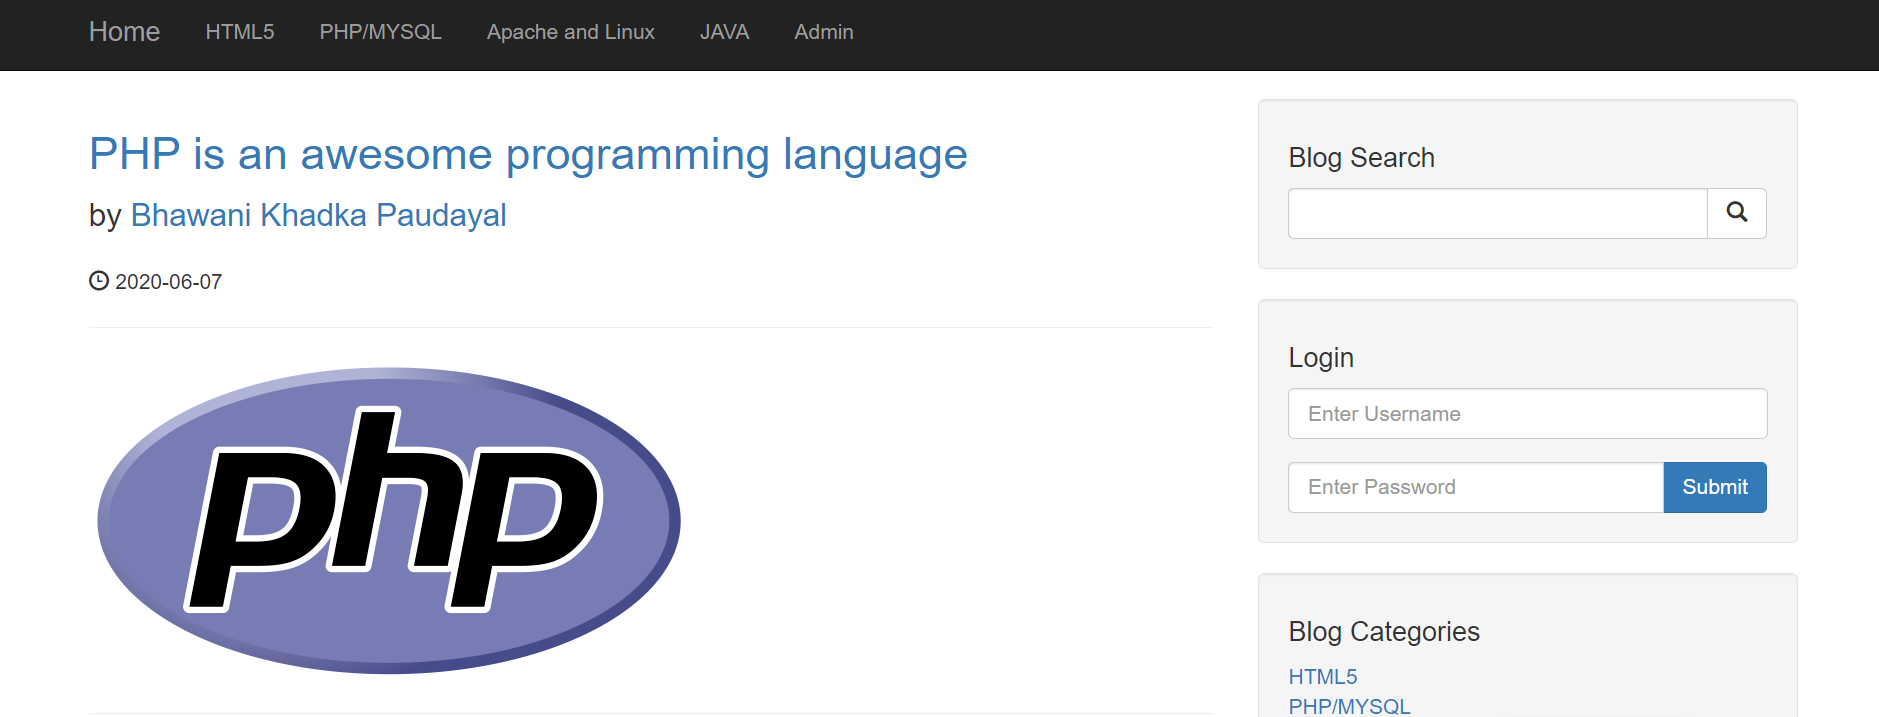 Home HTML5 PHP/MYSQL Apache and Linux JAVA Admin
PHP is an awesome programming language
by Bhawani Khadka Paudayal
2020-06-07
php
Blog Search
Login
Enter Username
Enter Password Submit
Blog Categories
HTML5
PHP/MYSQL